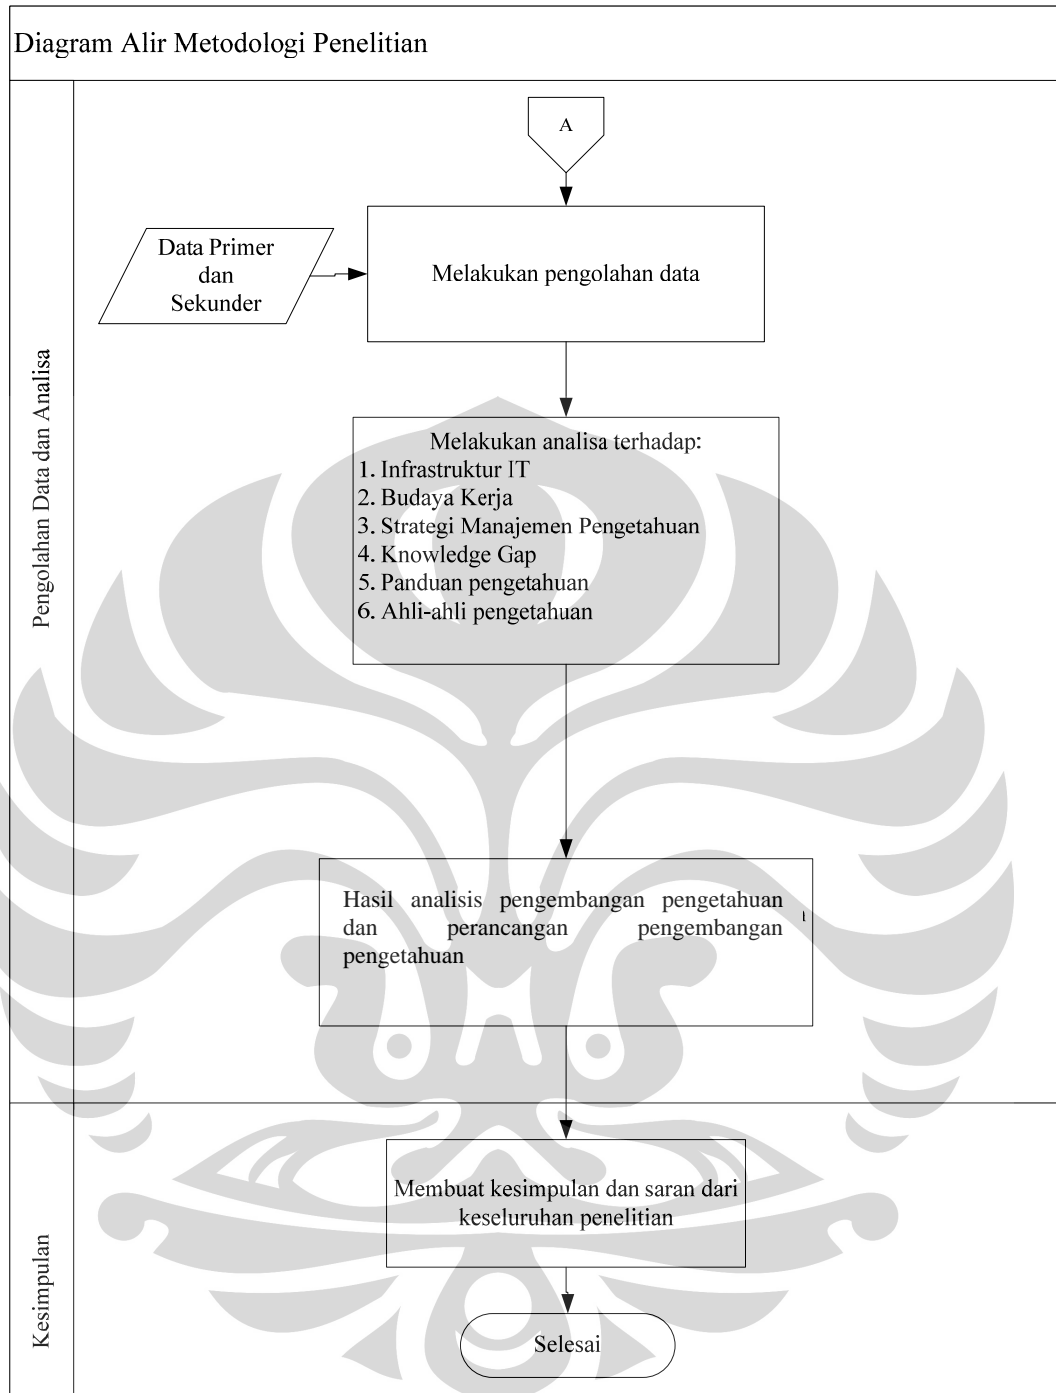 Diagram Alir Metodologi Penelitian
A
Data Primer
dan
Sekunder
Melakukan pengolahan data
Pengolahan Data dan Analisa
Melakukan analisa terhadap:
1. Infrastruktur IT
2. Budaya Kerja
3. Strategi Manajemen Pengetahuan
4. Knowledge Gap
5. Panduan pengetahuan
6. Ahli-ahli pengetahuan
Hasil analisis pengembangan pengetahuan
dan perancangan pengembangan
pengetahuan
Kesimpulan
Membuat kesimpulan dan saran dari
keseluruhan penelitian
Selesai